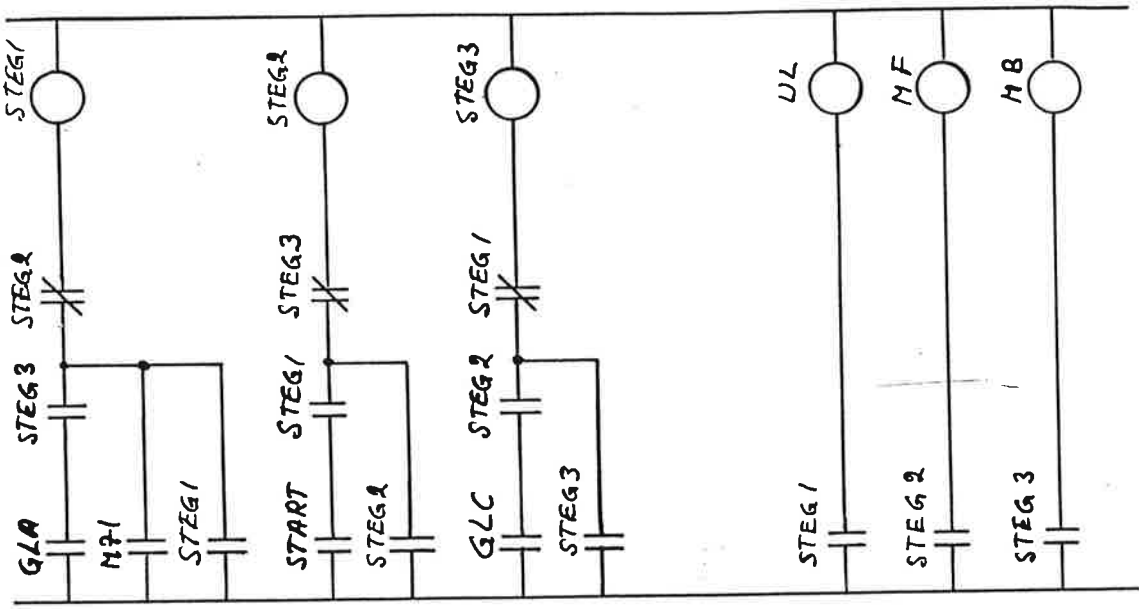 STEG1
STEG2
STEG3
UL
MF
MB
STEG2
STEG3
STEG1
STEG3
STEG1
STEG2
GLA
M71
STEG1
START
STEG2
GLC
STEG3
STEG1
STEG2
STEG3